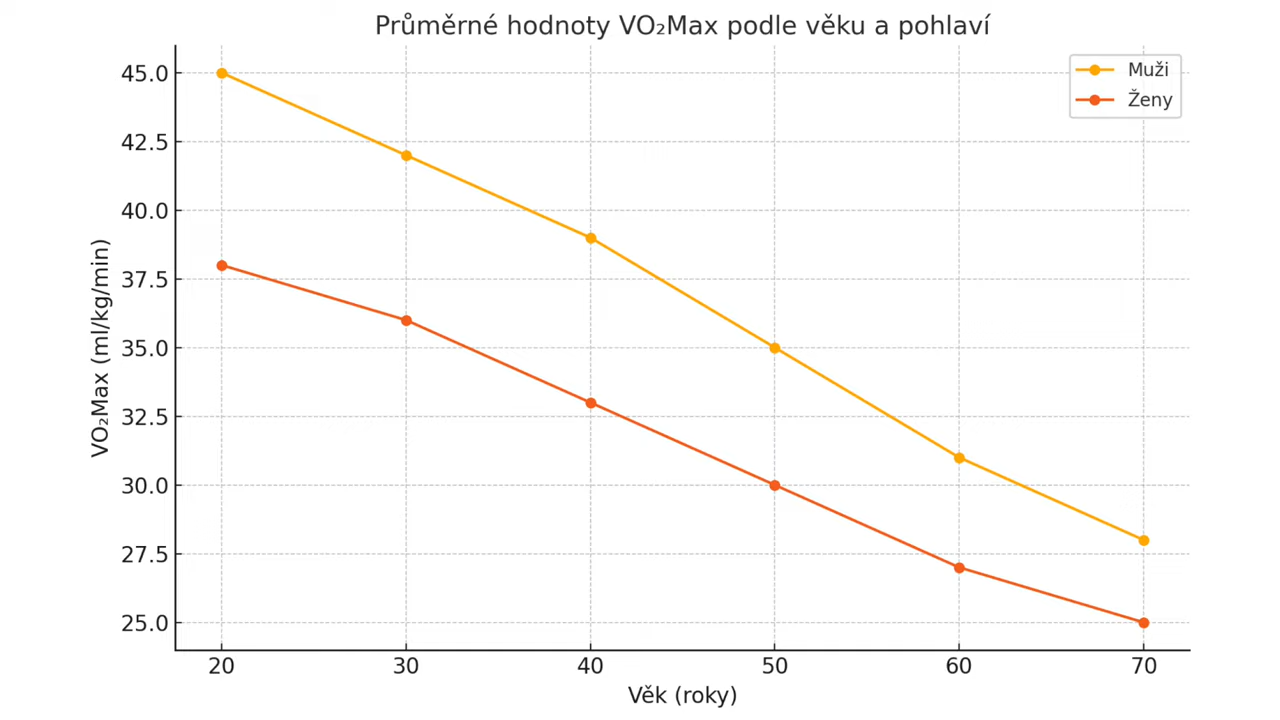 Průměrné hodnoty VO₂Max podle věku a pohlaví
Muži
Ženy
VO₂Max (ml/kg/min)
45.0
42.5
40.0
37.5
35.0
32.5
30.0
27.5
25.0
20 30 40 50 60 70
Věk (roky)